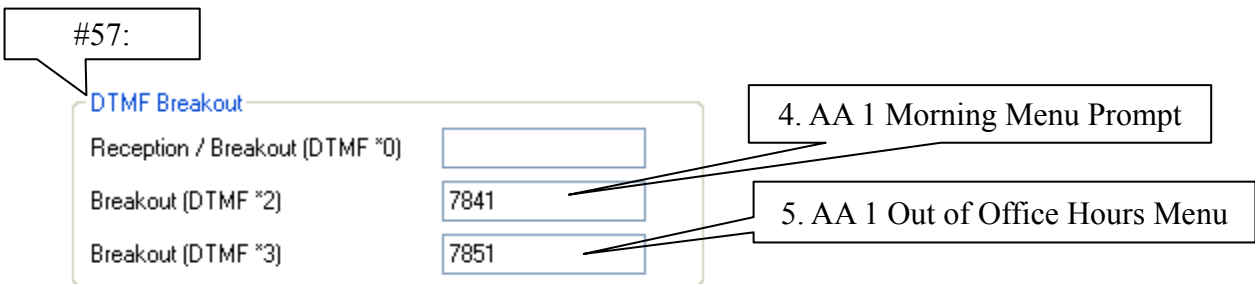 #57:
DTMF Breakout
Reception / Breakout (DTMF *0)
4. AA 1 Morning Menu Prompt
Breakout (DTMF *2) 7841
5. AA 1 Out of Office Hours Menu
Breakout (DTMF *3) 7851